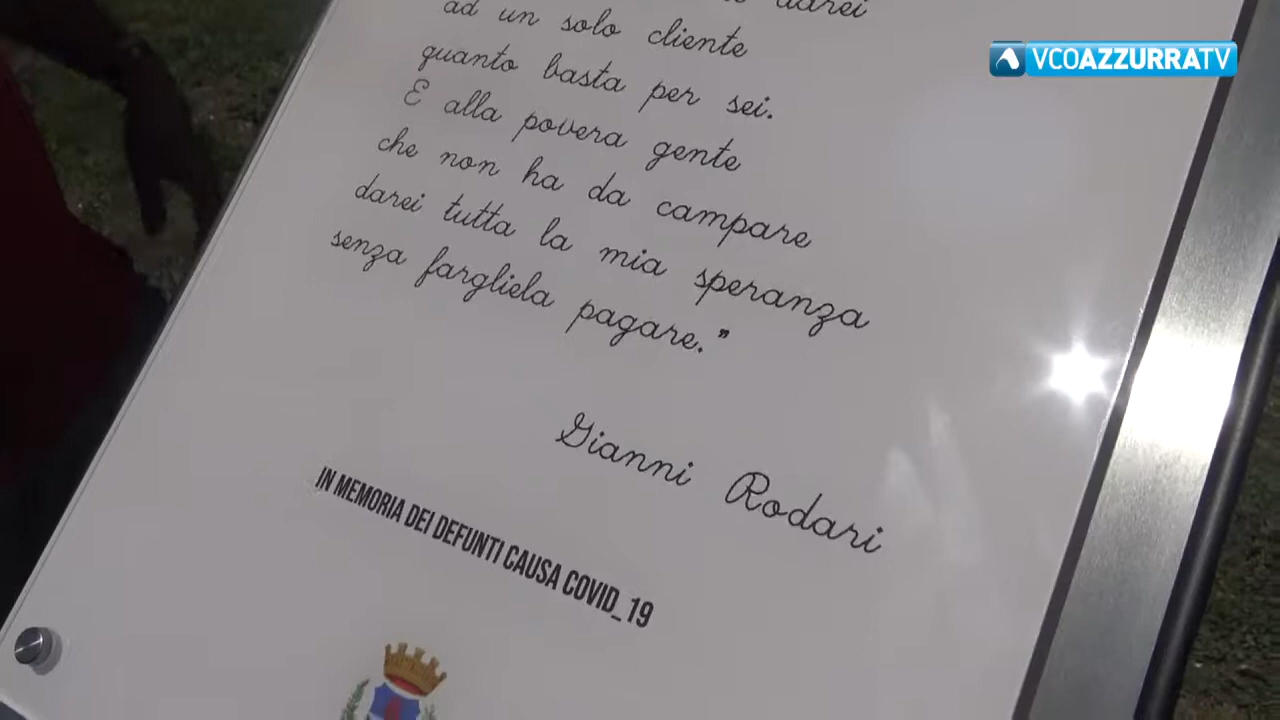 darei
ad un solo cliente
quanto basta per sei.
E alla povera gente
che non ha da campare
darei tutta la mia speranza
senza fargliela pagare.”
Gianni Rodari
IN MEMORIA DEI DEFUNTI CAUSA COVID_19
VCOAZZURRATV